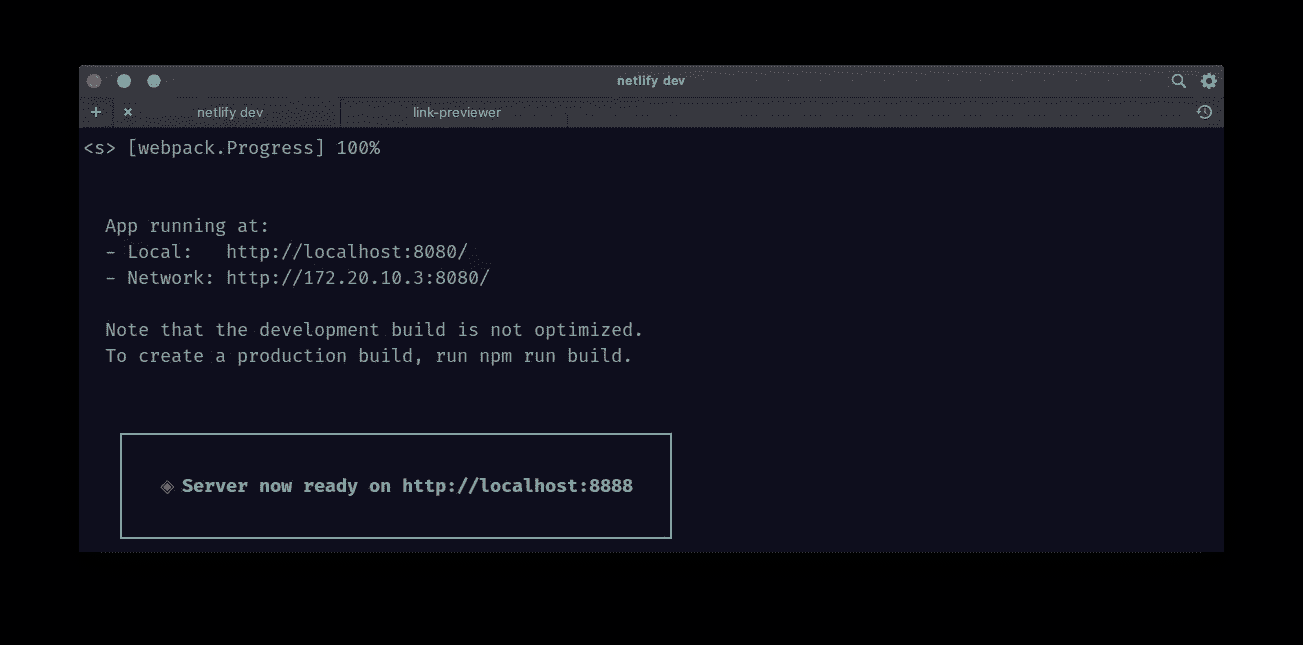 netlify dev
netlify dev
link-previewer
<s> [webpack.Progress] 100%
App running at:
- Local:   http://localhost:8080/
- Network: http://172.20.10.3:8080/
Note that the development build is not optimized.
To create a production build, run npm run build.
◈ Server now ready on http://localhost:8888